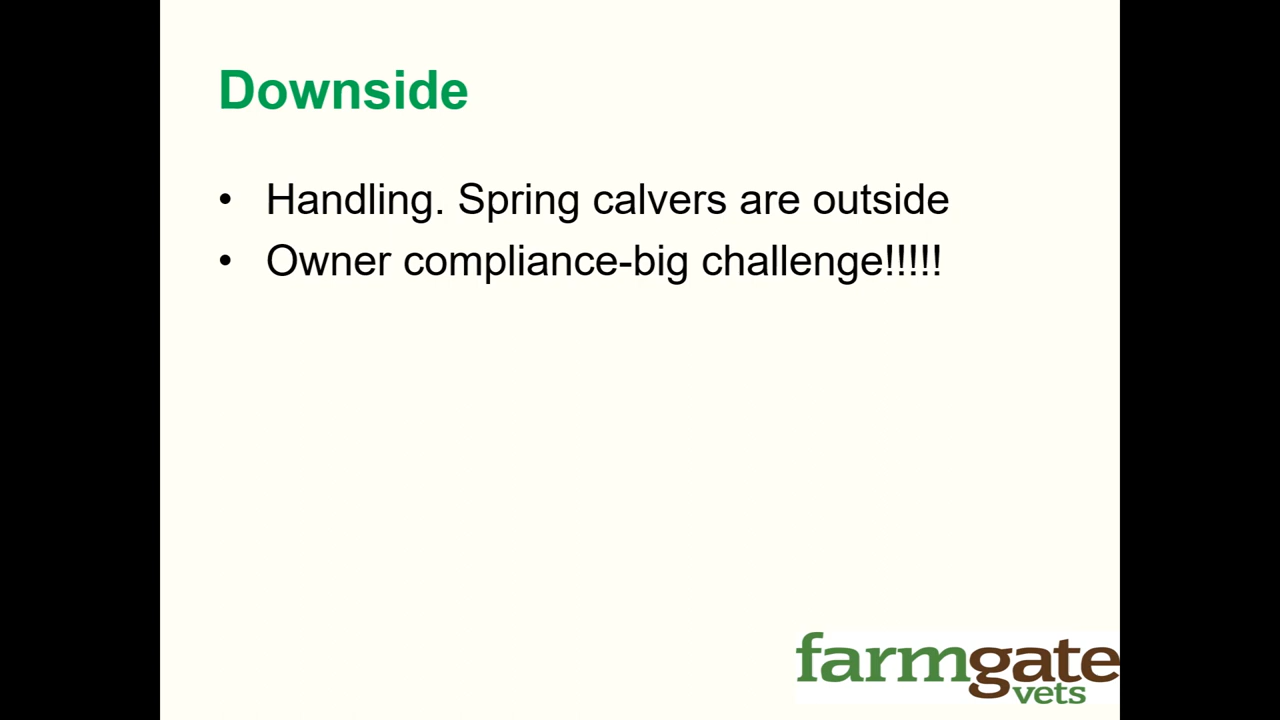 Downside
• Handling. Spring calvers are outside
• Owner compliance-big challenge!!!!!
farmgate
vets